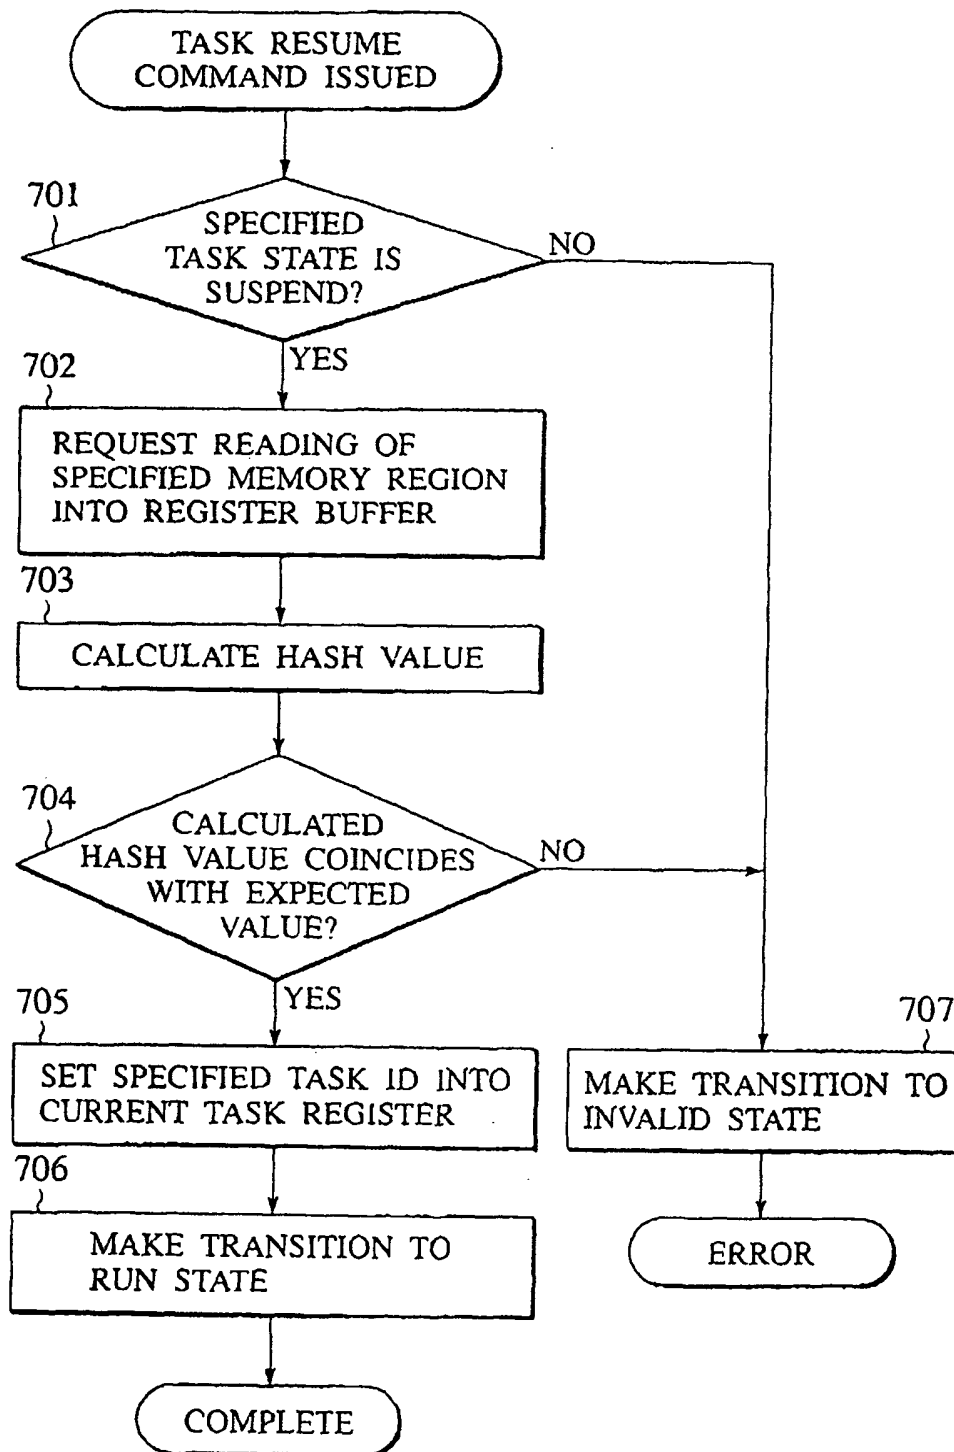 TASK RESUME
COMMAND ISSUED
701
SPECIFIED
TASK STATE IS
SUSPEND?
NO
YES
702
REQUEST READING OF
SPECIFIED MEMORY REGION
INTO REGISTER BUFFER
703
CALCULATE HASH VALUE
704
CALCULATED
HASH VALUE COINCIDES
WITH EXPECTED
VALUE?
NO
YES
705
SET SPECIFIED TASK ID INTO
CURRENT TASK REGISTER
707
MAKE TRANSITION TO
INVALID STATE
706
MAKE TRANSITION TO
RUN STATE
ERROR
COMPLETE